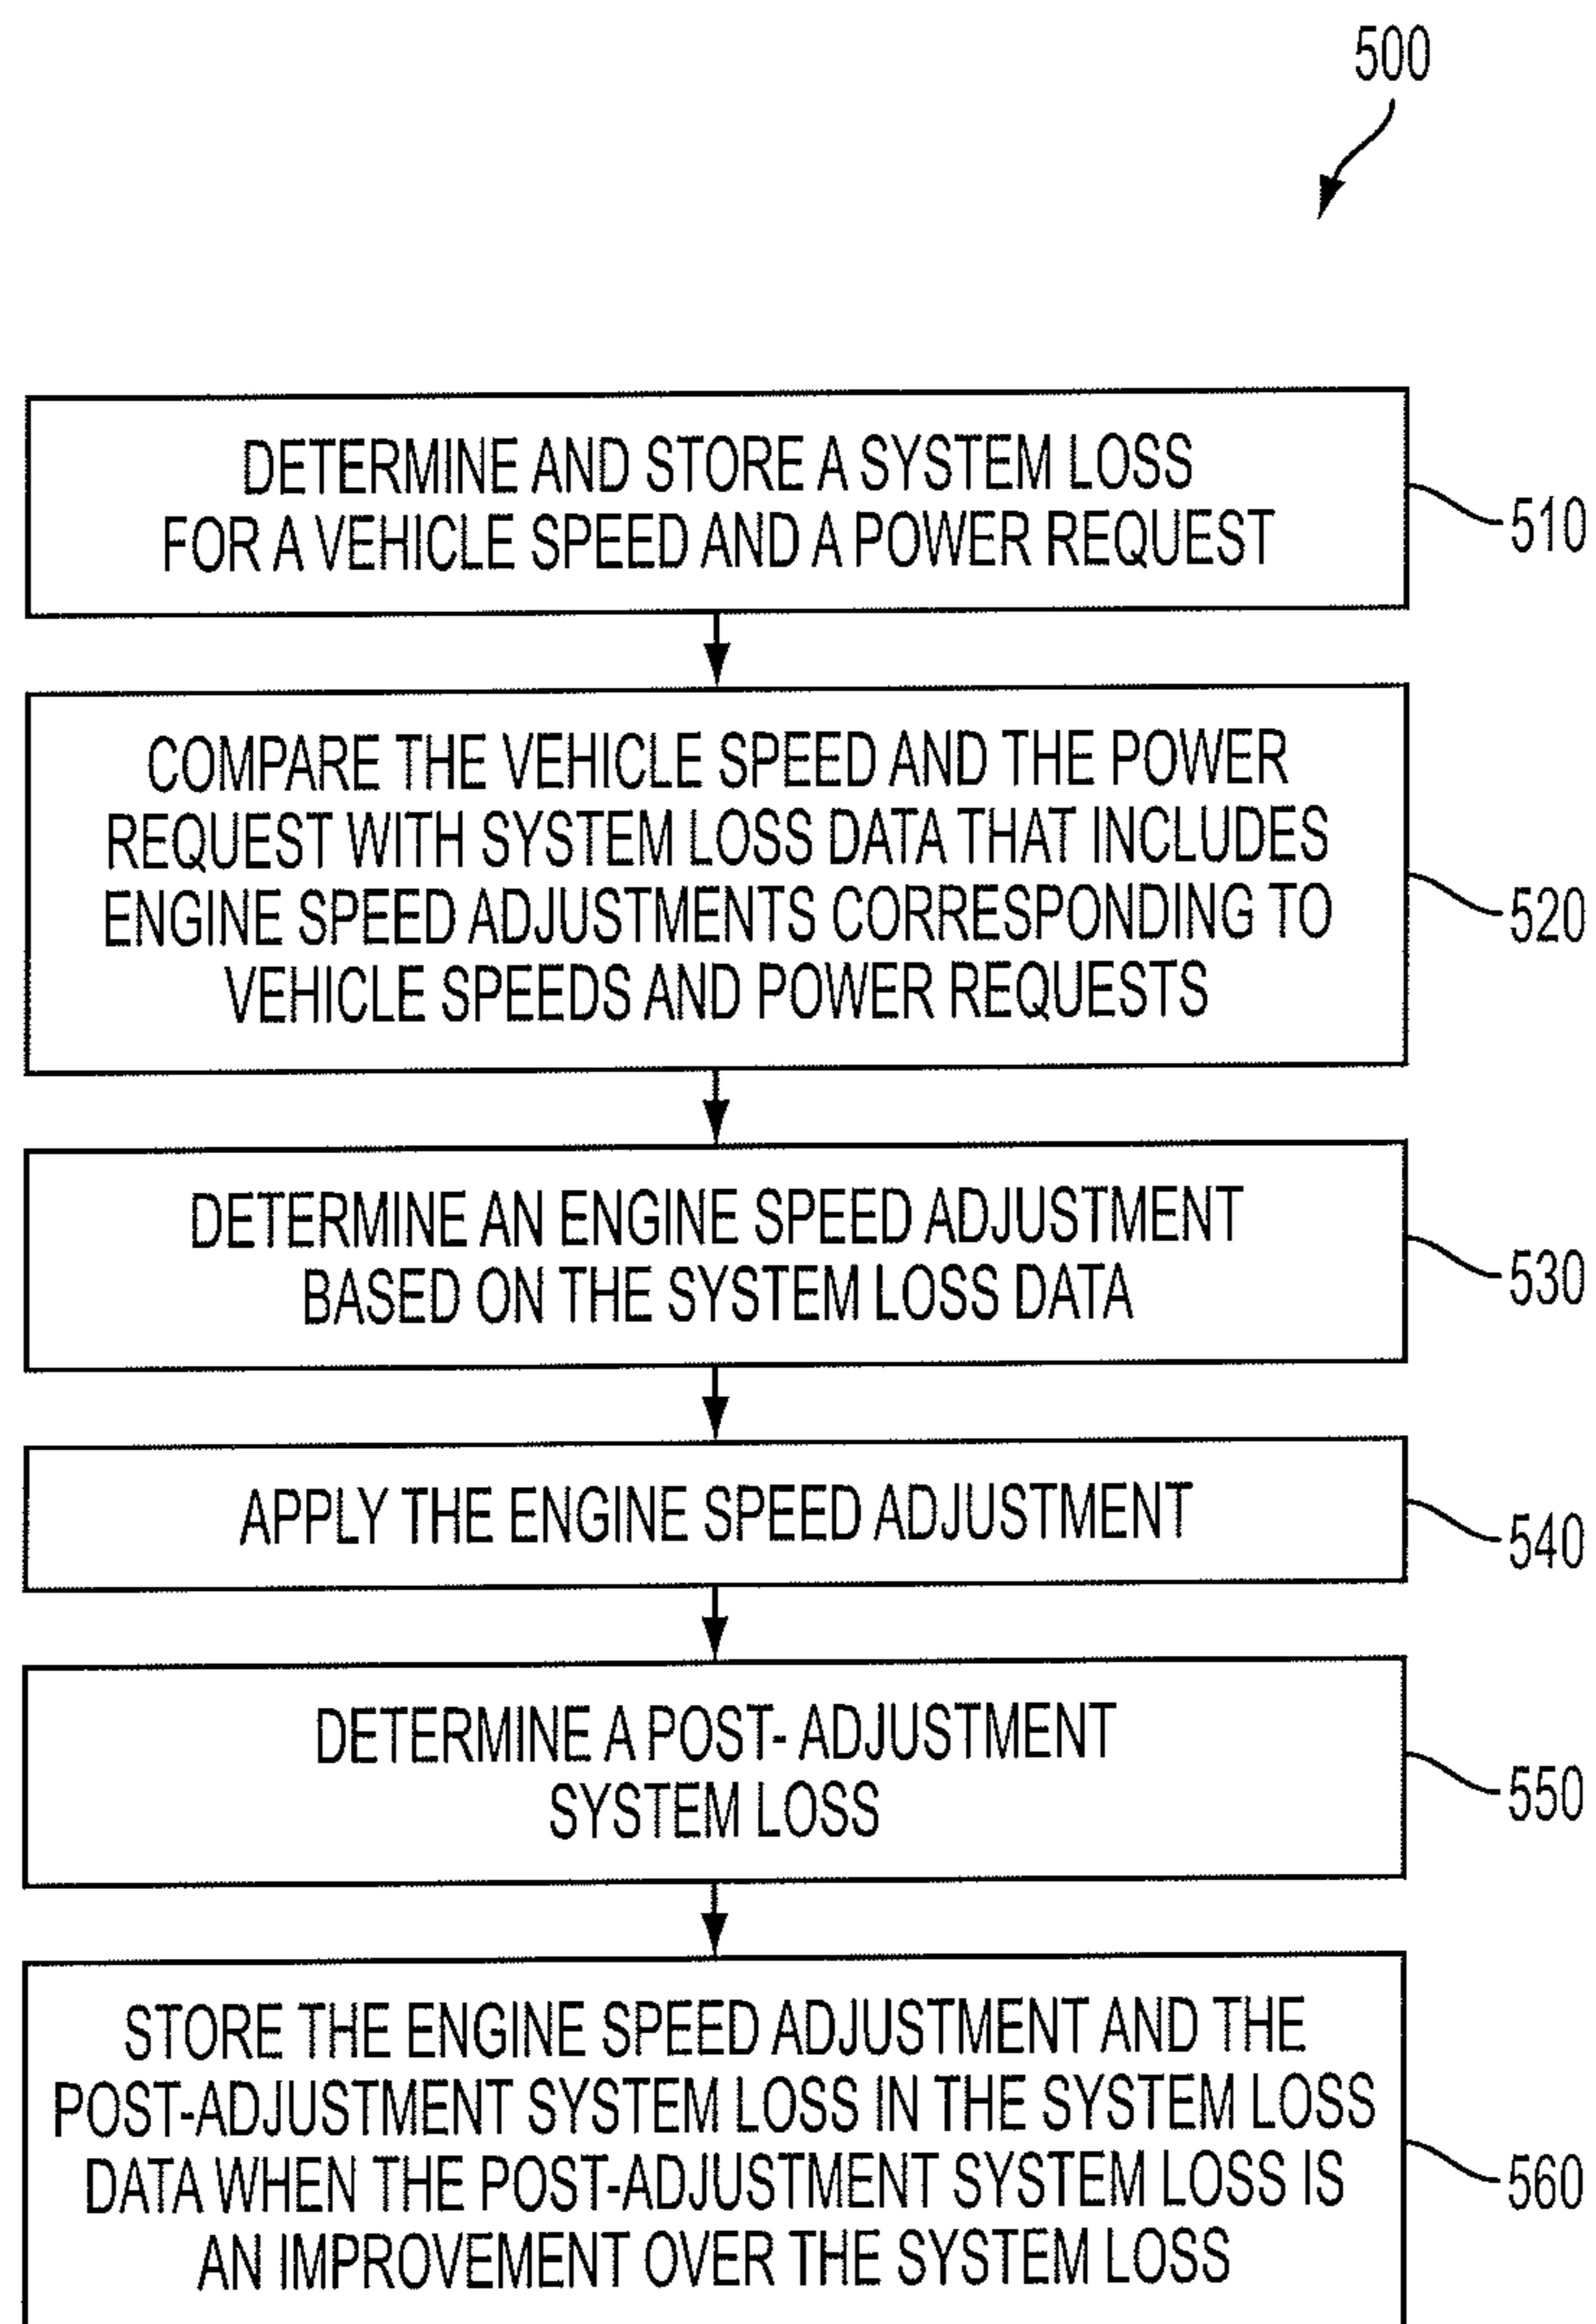 500
DETERMINE AND STORE A SYSTEM LOSS
FOR A VEHICLE SPEED AND A POWER REQUEST
510
COMPARE THE VEHICLE SPEED AND THE POWER
REQUEST WITH SYSTEM LOSS DATA THAT INCLUDES
ENGINE SPEED ADJUSTMENTS CORRESPONDING TO
VEHICLE SPEEDS AND POWER REQUESTS
520
DETERMINE AN ENGINE SPEED ADJUSTMENT
BASED ON THE SYSTEM LOSS DATA
530
APPLY THE ENGINE SPEED ADJUSTMENT
540
DETERMINE A POST- ADJUSTMENT
SYSTEM LOSS
550
STORE THE ENGINE SPEED ADJUSTMENT AND THE
POST-ADJUSTMENT SYSTEM LOSS IN THE SYSTEM LOSS
DATA WHEN THE POST-ADJUSTMENT SYSTEM LOSS IS
AN IMPROVEMENT OVER THE SYSTEM LOSS
560